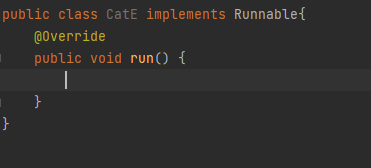 public class CatE implements Runnable{
    @Override
    public void run() {

    }
}